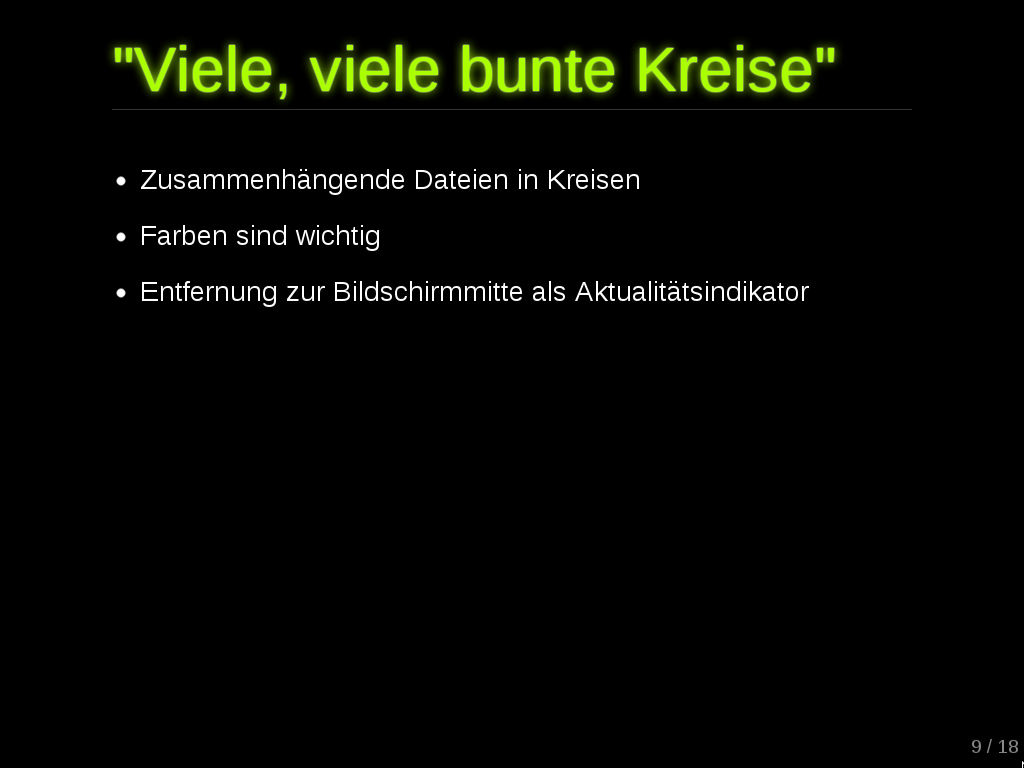 "Viele, viele bunte Kreise"
• Zusammenhängende Dateien in Kreisen
• Farben sind wichtig
• Entfernung zur Bildschirmmitte als Aktualitätsindikator
9 / 18